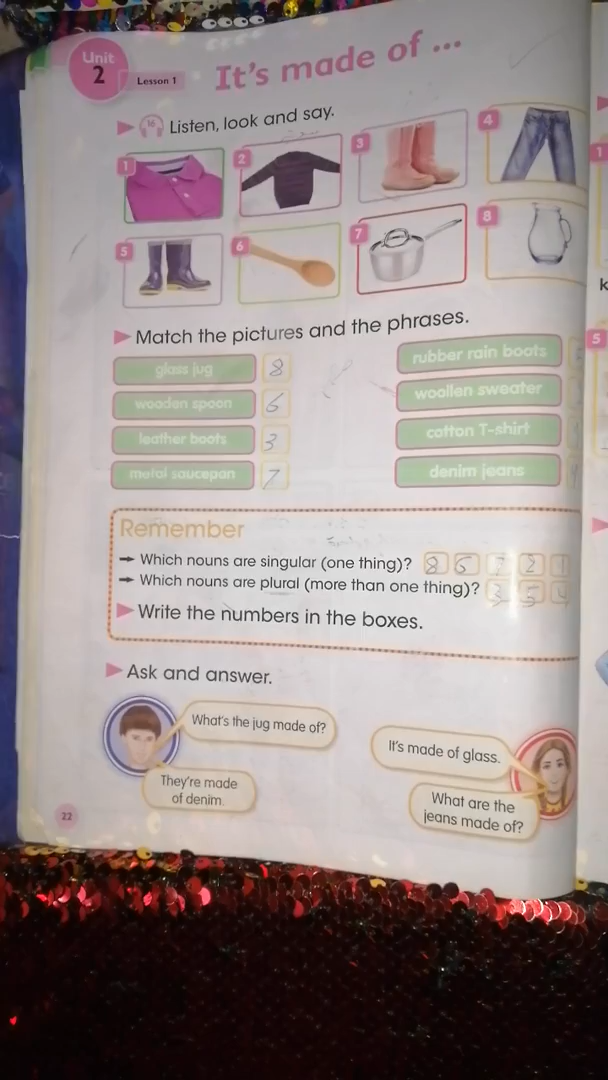 Unit
2
Lesson 1
It's made of ...
16 Listen, look and say.
1
2
3
4
5
6
7
8
Match the pictures and the phrases.
glass jug 8
rubber rain boots
wooden spoon 6
woollen sweater
leather boots 3
cotton T-shirt
metal saucepan 7
denim jeans
Remember
Which nouns are singular (one thing)? 8 6 7 2 1
Which nouns are plural (more than one thing)? 3 5 4
Write the numbers in the boxes.
Ask and answer.
What's the jug made of?
It's made of glass.
They're made
of denim.
What are the
jeans made of?
22
1
k
5